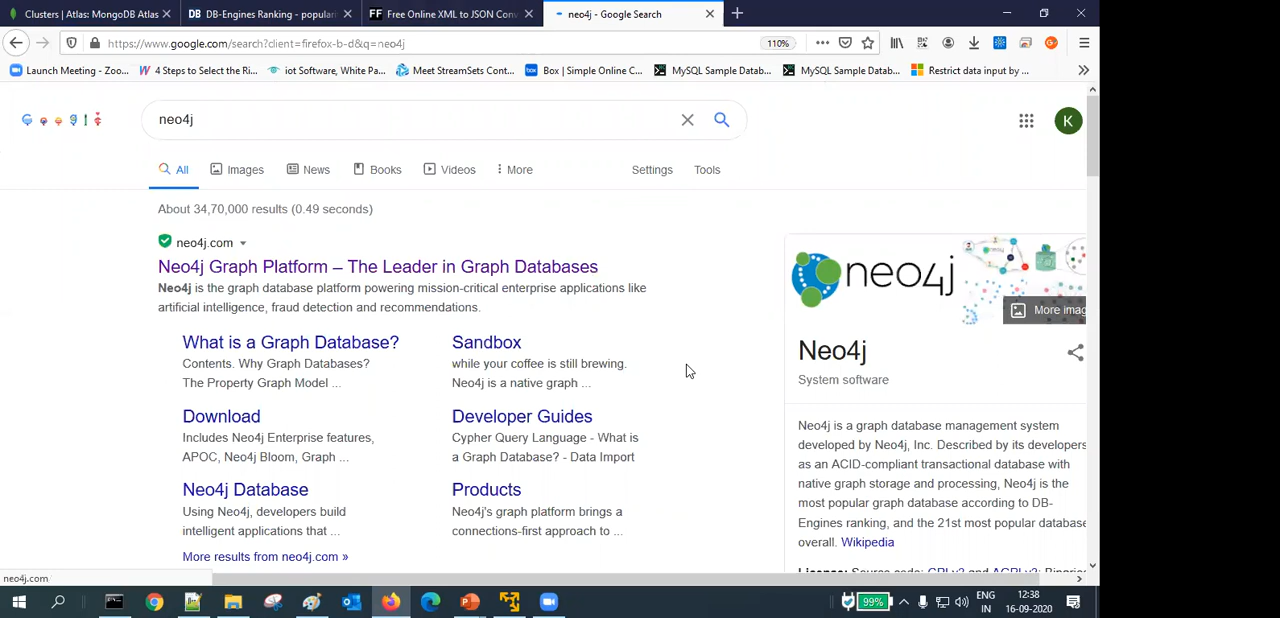 Clusters | Atlas: MongoDB Atlas
DB-Engines Ranking - populari
Free Online XML to JSON Conv
neo4j - Google Search
https://www.google.com/search?client=firefox-b-d&q=neo4j
110%
Launch Meeting - Zoo...
4 Steps to Select the Ri...
iot Software, White Pa...
Meet StreamSets Cont...
Box | Simple Online C...
MySQL Sample Datab...
MySQL Sample Datab...
Restrict data input by ...
neo4j
K
All
Images
News
Books
Videos
More
Settings
Tools
About 34,70,000 results (0.49 seconds)
neo4j.com
Neo4j Graph Platform – The Leader in Graph Databases
Neo4j is the graph database platform powering mission-critical enterprise applications like
artificial intelligence, fraud detection and recommendations.
What is a Graph Database?
Contents. Why Graph Databases?
The Property Graph Model ...
Sandbox
while your coffee is still brewing.
Neo4j is a native graph ...
Download
Includes Neo4j Enterprise features,
APOC, Neo4j Bloom, Graph ...
Developer Guides
Cypher Query Language - What is
a Graph Database? - Data Import
Neo4j Database
Using Neo4j, developers build
intelligent applications that ...
Products
Neo4j's graph platform brings a
connections-first approach to ...
More results from neo4j.com »
neo4j
More imag
Neo4j
System software
Neo4j is a graph database management system
developed by Neo4j, Inc. Described by its developers
as an ACID-compliant transactional database with
native graph storage and processing, Neo4j is the
most popular graph database according to DB-
Engines ranking, and the 21st most popular database
overall. Wikipedia
License: Source code: GPLv3 and AGPLv3; Binaries
neo4j.com
99%
ENG
IN
12:38
16-09-2020